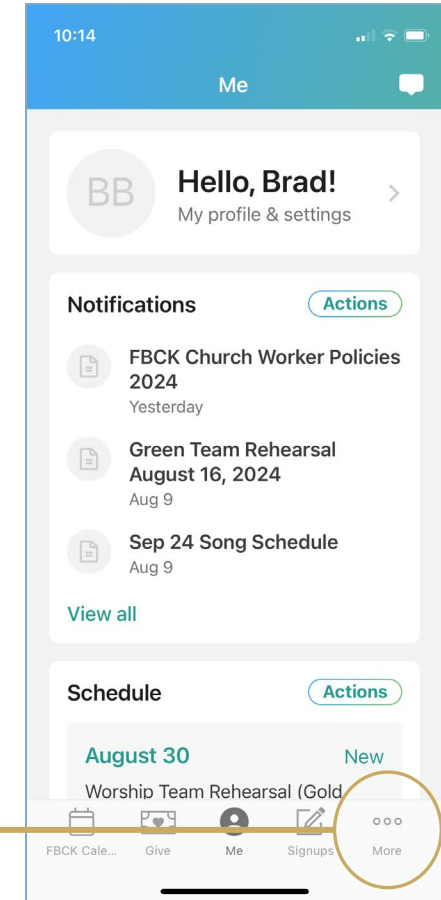 10:14
Me
BB
Hello, Brad!
My profile & settings
Notifications
Actions
FBCK Church Worker Policies
2024
Yesterday
Green Team Rehearsal
August 16, 2024
Aug 9
Sep 24 Song Schedule
Aug 9
View all
Schedule
Actions
August 30
New
Worship Team Rehearsal (Gold
FBCK Cale...
Give
Me
Signups
More